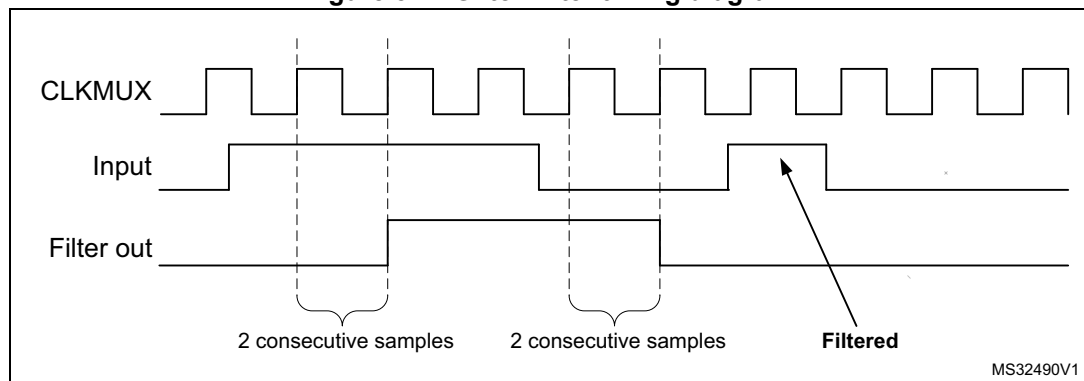 CLKMUX
Input
Filter out
2 consecutive samples 2 consecutive samples Filtered
MS32490V1